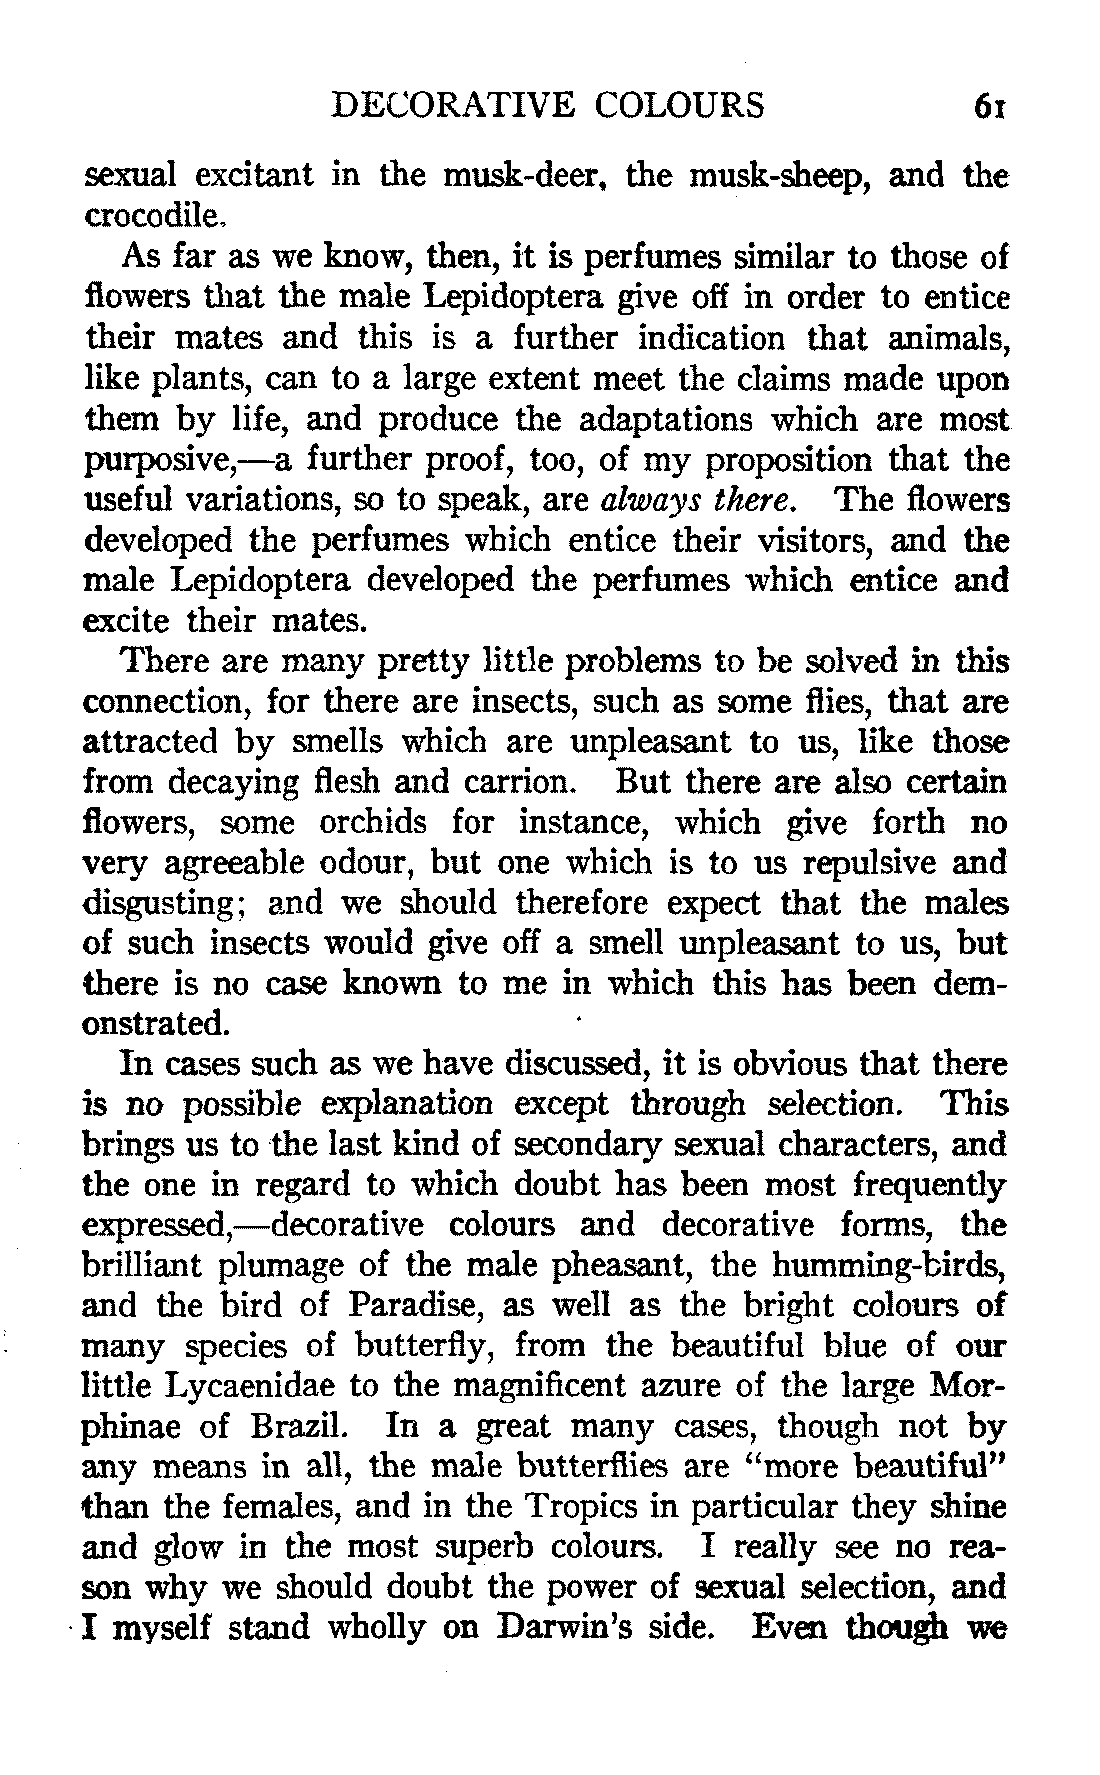 DECORATIVE COLOURS 61
sexual excitant in the musk-deer, the musk-sheep, and the
crocodile.
As far as we know, then, it is perfumes similar to those of
flowers that the male Lepidoptera give off in order to entice
their mates and this is a further indication that animals,
like plants, can to a large extent meet the claims made upon
them by life, and produce the adaptations which are most
purposive,—a further proof, too, of my proposition that the
useful variations, so to speak, are always there. The flowers
developed the perfumes which entice their visitors, and the
male Lepidoptera developed the perfumes which entice and
excite their mates.
There are many pretty little problems to be solved in this
connection, for there are insects, such as some flies, that are
attracted by smells which are unpleasant to us, like those
from decaying flesh and carrion. But there are also certain
flowers, some orchids for instance, which give forth no
very agreeable odour, but one which is to us repulsive and
disgusting; and we should therefore expect that the males
of such insects would give off a smell unpleasant to us, but
there is no case known to me in which this has been dem-
onstrated.
In cases such as we have discussed, it is obvious that there
is no possible explanation except through selection. This
brings us to the last kind of secondary sexual characters, and
the one in regard to which doubt has been most frequently
expressed,—decorative colours and decorative forms, the
brilliant plumage of the male pheasant, the humming-birds,
and the bird of Paradise, as well as the bright colours of
many species of butterfly, from the beautiful blue of our
little Lycaenidae to the magnificent azure of the large Mor-
phinae of Brazil. In a great many cases, though not by
any means in all, the male butterflies are "more beautiful"
than the females, and in the Tropics in particular they shine
and glow in the most superb colours. I really see no rea-
son why we should doubt the power of sexual selection, and
I myself stand wholly on Darwin's side. Even though we